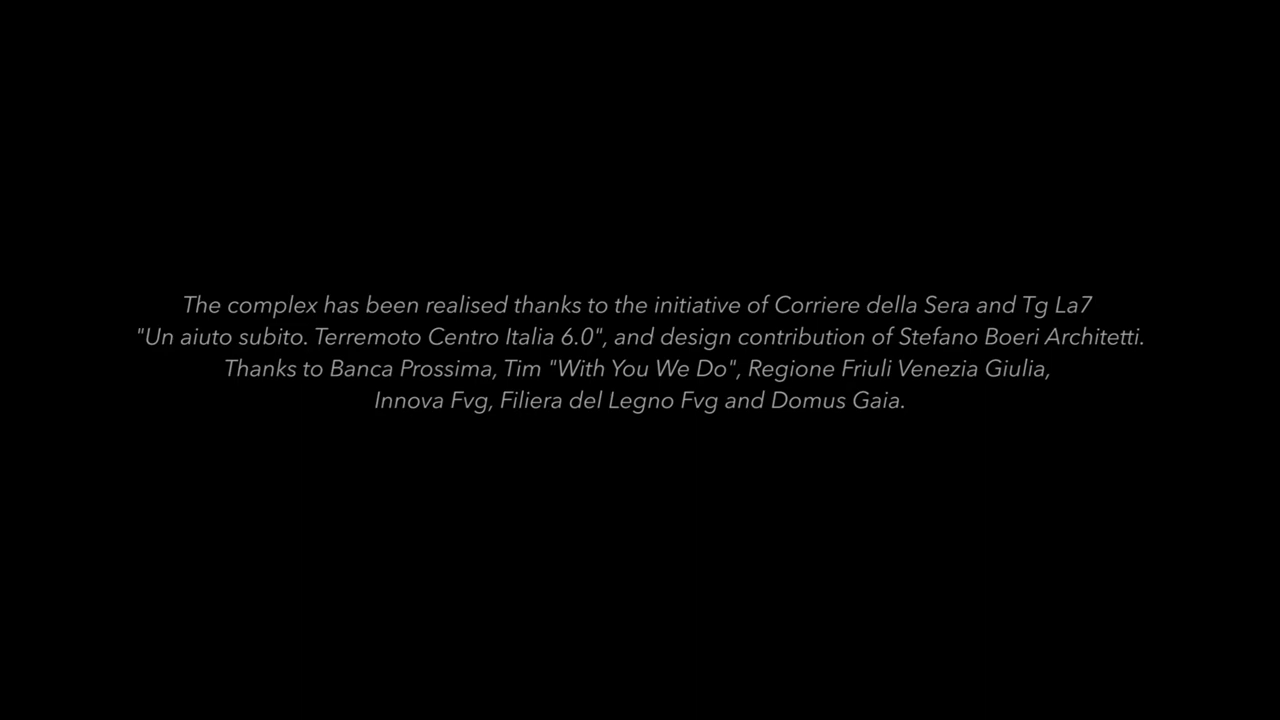 The complex has been realised thanks to the initiative of Corriere della Sera and Tg La7
"Un aiuto subito. Terremoto Centro Italia 6.0", and design contribution of Stefano Boeri Architetti.
Thanks to Banca Prossima, Tim "With You We Do", Regione Friuli Venezia Giulia,
Innova Fvg, Filiera del Legno Fvg and Domus Gaia.